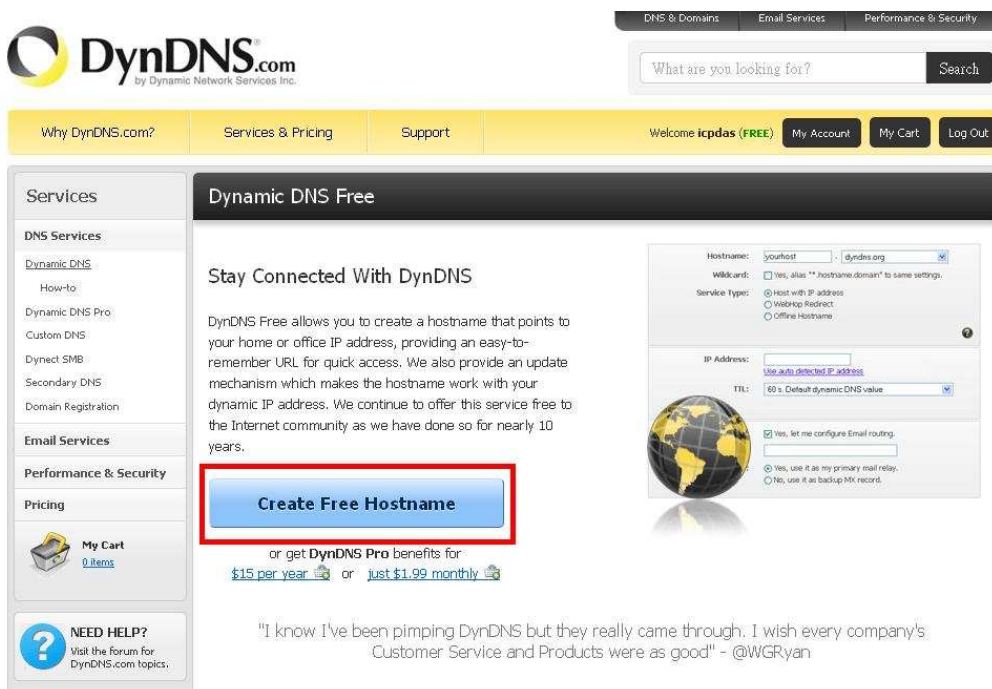 DNS & Domains Email Services Performance & Security
DynDNS.com
by Dynamic Network Services Inc.
What are you looking for? Search
Why DynDNS.com? Services & Pricing Support Welcome icpdas (FREE) My Account My Cart Log Out
Services
DNS Services
Dynamic DNS
How-to
Dynamic DNS Pro
Custom DNS
Dynect SMB
Secondary DNS
Domain Registration
Email Services
Performance & Security
Pricing
My Cart
0 items
NEED HELP?
Visit the forum for
DynDNS.com topics.
Dynamic DNS Free
Stay Connected With DynDNS
DynDNS Free allows you to create a hostname that points to
your home or office IP address, providing an easy-to-
remember URL for quick access. We also provide an update
mechanism which makes the hostname work with your
dynamic IP address. We continue to offer this service free to
the Internet community as we have done so for nearly 10
years.
Create Free Hostname
or get DynDNS Pro benefits for
$15 per year or just $1.99 monthly
Hostname: yourhost . dyndns.org
Wildcard: Yes, alias "*.hostname.domain" to same settings.
Service Type: Host with IP address
WebHop Redirect
Offline Hostname
IP Address:
Use auto detected IP address
TTL: 60 s. Default dynamic DNS value
Yes, let me configure Email routing.
Yes, use it as my primary mail relay.
No, use it as backup MX record.
"I know I've been pimping DynDNS but they really came through. I wish every company's
Customer Service and Products were as good" - @WGRyan